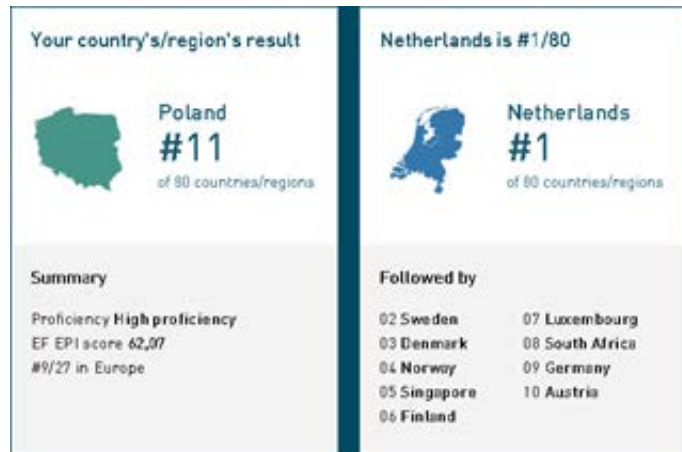 Your country's/region's result
Poland
#11
of 80 countries/regions
Summary
Proficiency High proficiency
EF EPI score 62,07
#9/27 in Europe
Netherlands is #1/80
Netherlands
#1
of 80 countries/regions
Followed by
02 Sweden
03 Denmark
04 Norway
05 Singapore
06 Finland
07 Luxembourg
08 South Africa
09 Germany
10 Austria